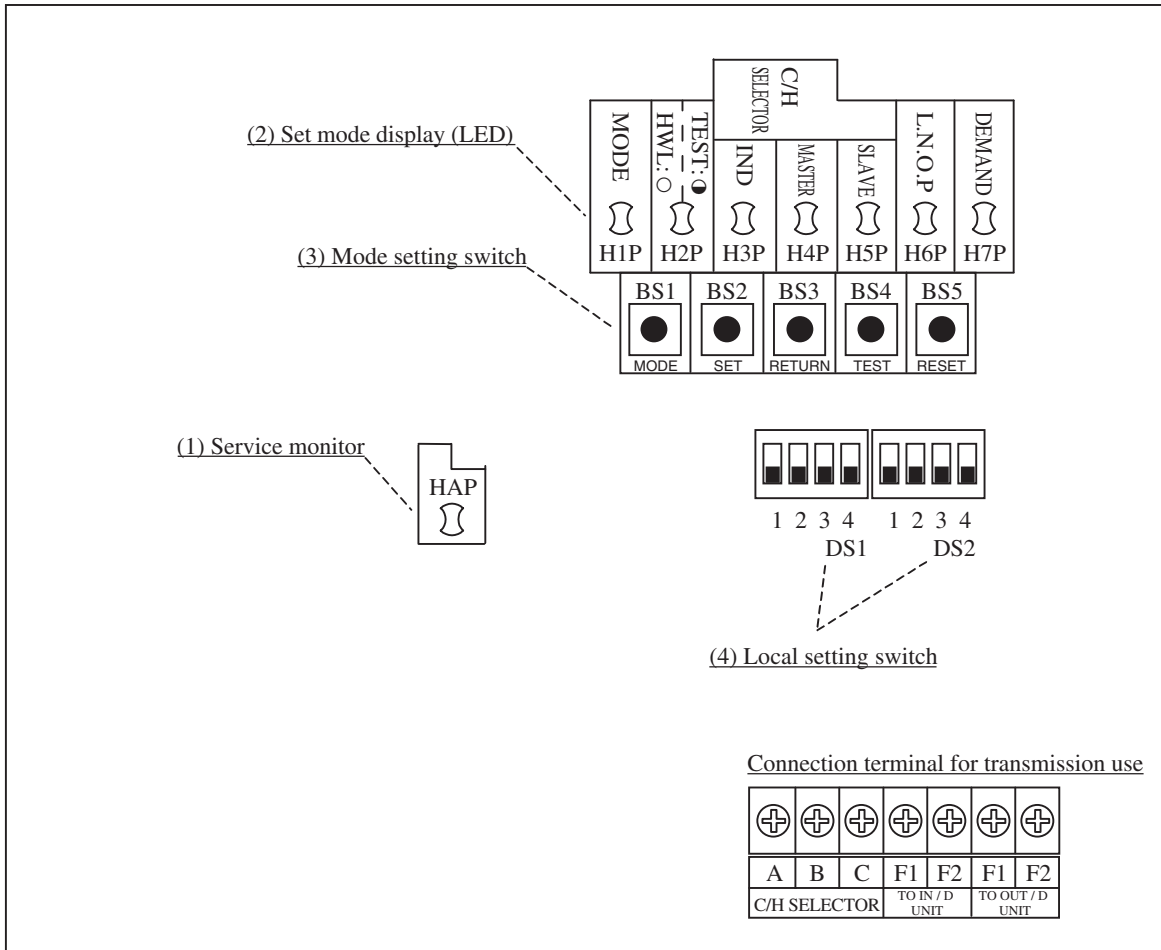 C/H
SELECTOR
(2) Set mode display (LED)
MODE
HWL: ○
TEST: ◑
IND
MASTER
SLAVE
L.N.O.P
DEMAND
H1P H2P H3P H4P H5P H6P H7P
(3) Mode setting switch
BS1 BS2 BS3 BS4 BS5
MODE SET RETURN TEST RESET
(1) Service monitor
HAP
1 2 3 4 1 2 3 4
DS1 DS2
(4) Local setting switch
Connection terminal for transmission use
A B C F1 F2 F1 F2
C/H SELECTOR
TO IN / D
UNIT
TO OUT / D
UNIT